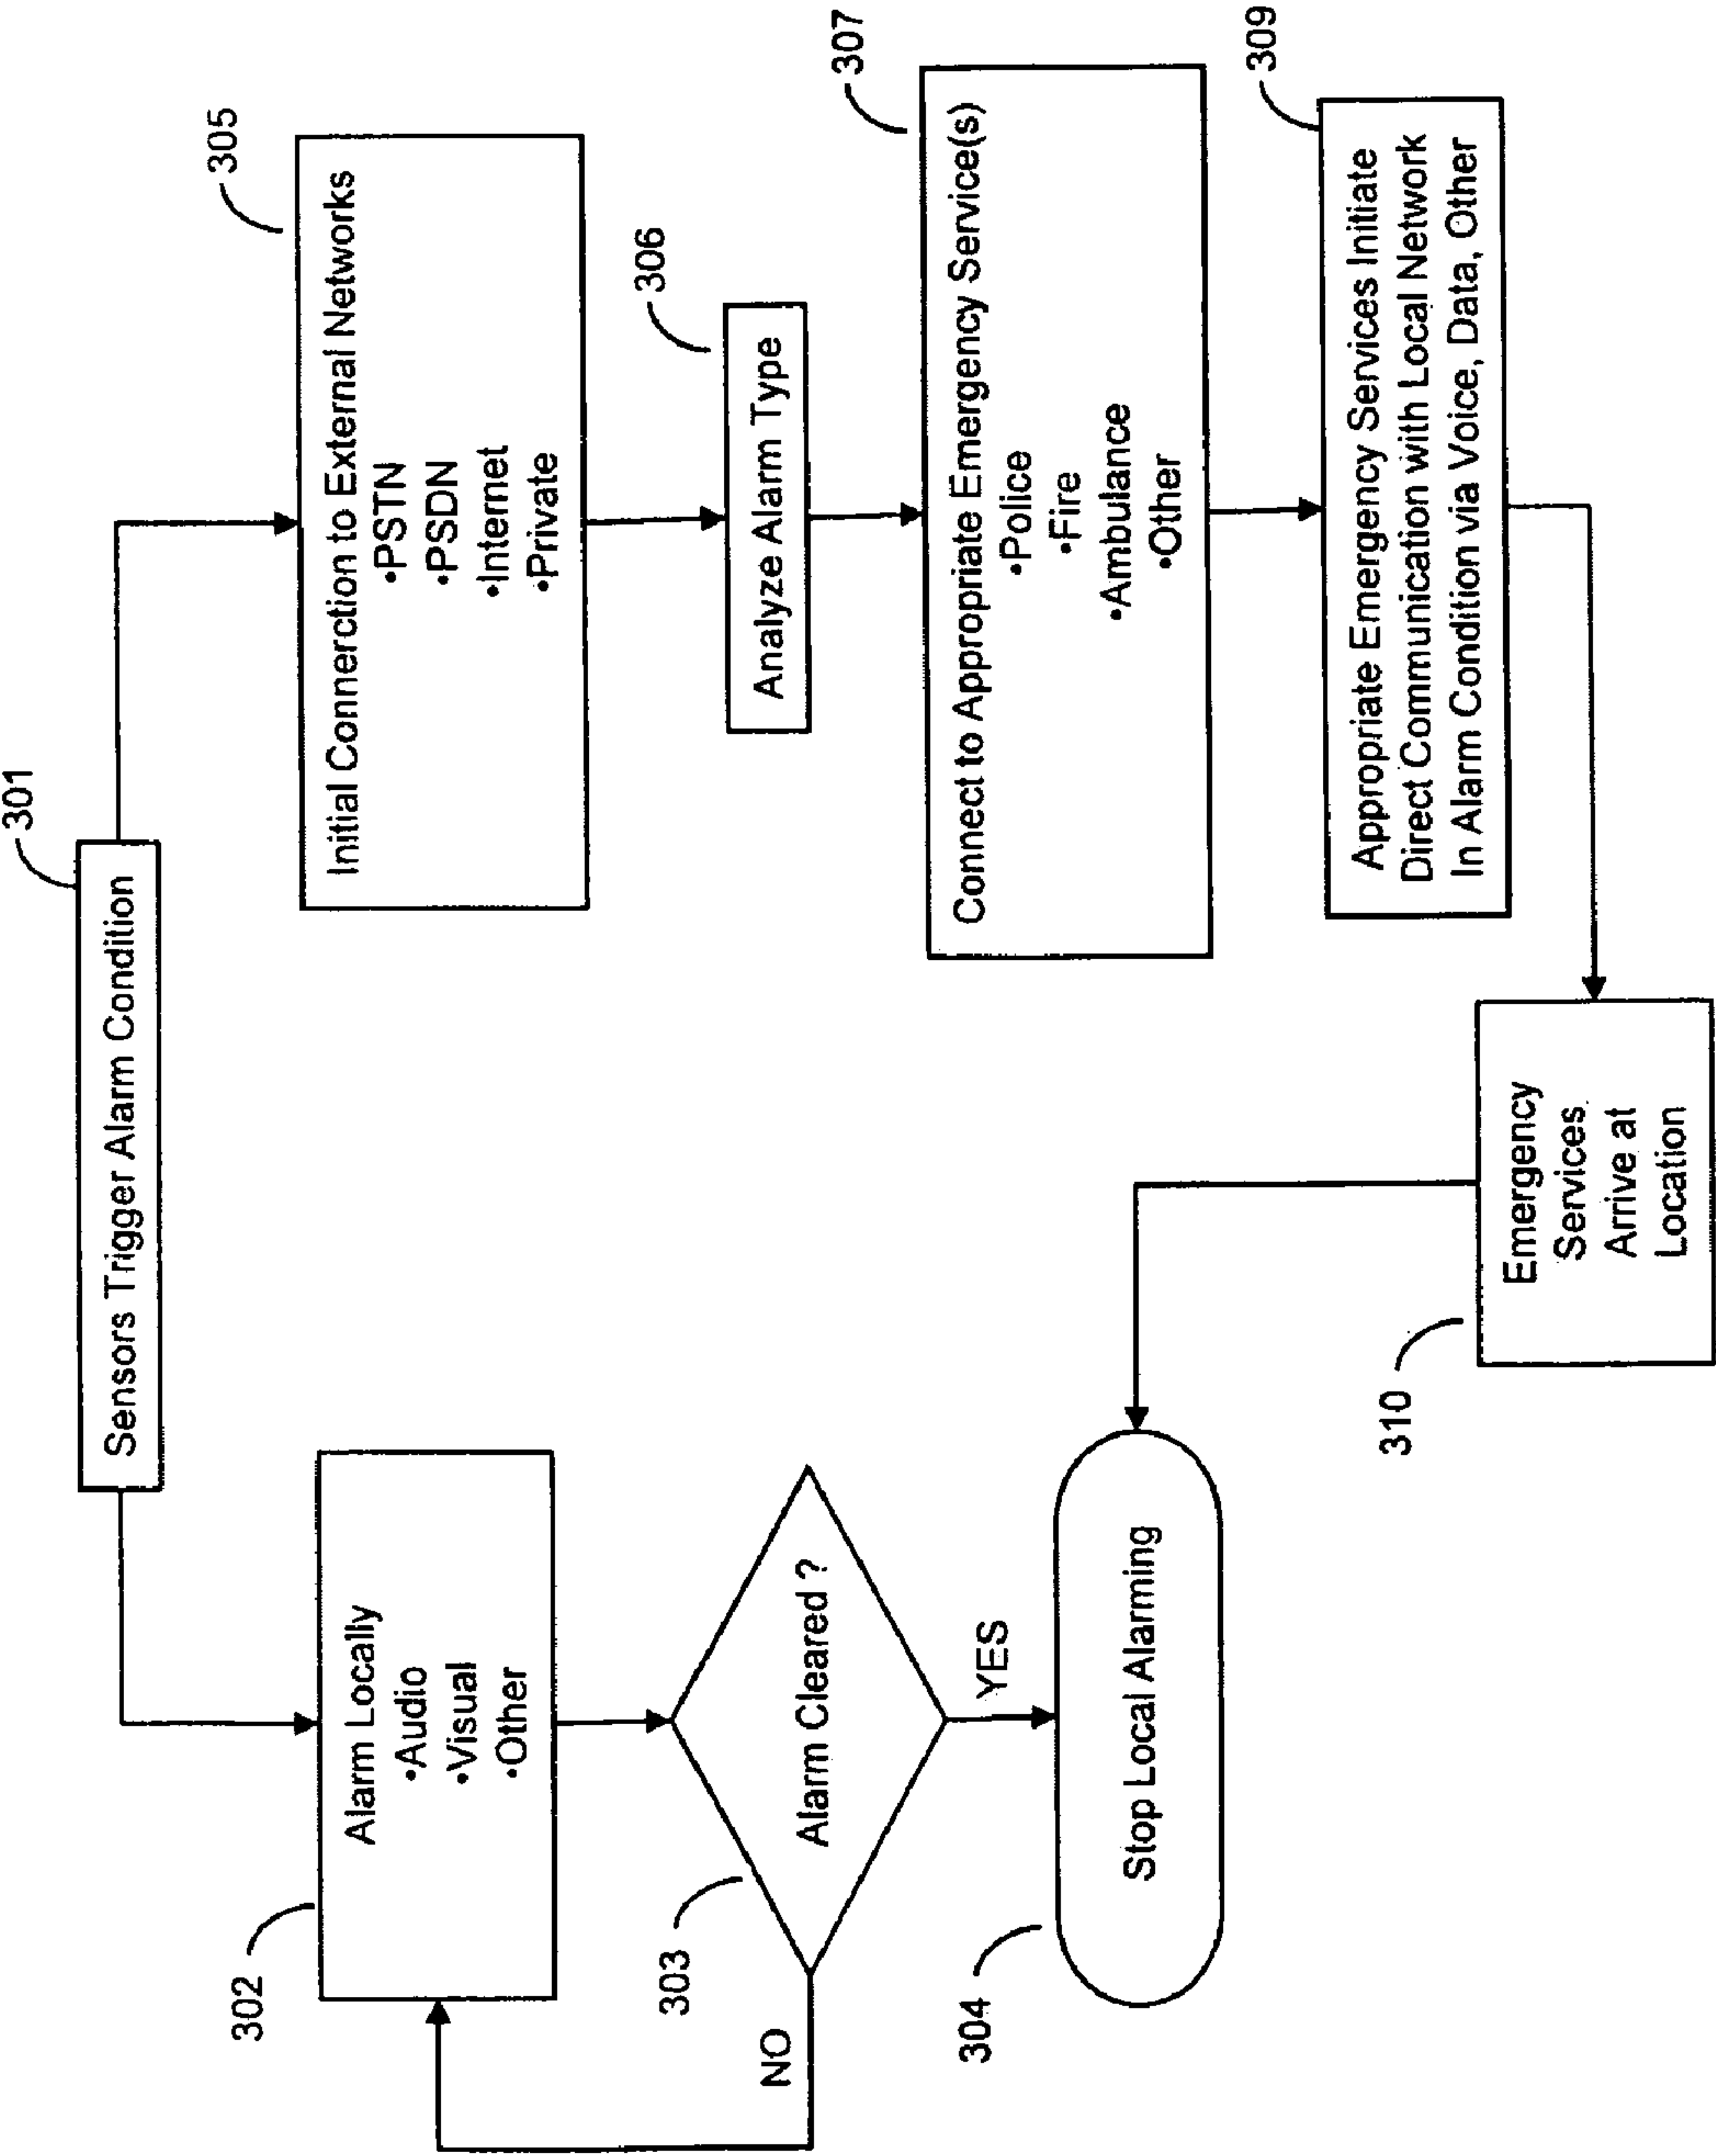 301
Sensors Trigger Alarm Condition
302
Alarm Locally
•Audio
•Visual
•Other
303
Alarm Cleared ?
NO
YES
304
Stop Local Alarming
305
Initial Connerction to External Networks
•PSTN
•PSDN
•Internet
•Private
306
Analyze Alarm Type
307
Connect to Appropriate Emergency Service(s)
•Police
•Fire
•Ambulance
•Other
309
Appropriate Emergency Services Initiate
Direct Communication with Local Network
In Alarm Condition via Voice, Data, Other
310
Emergency
Services
Arrive at
Location